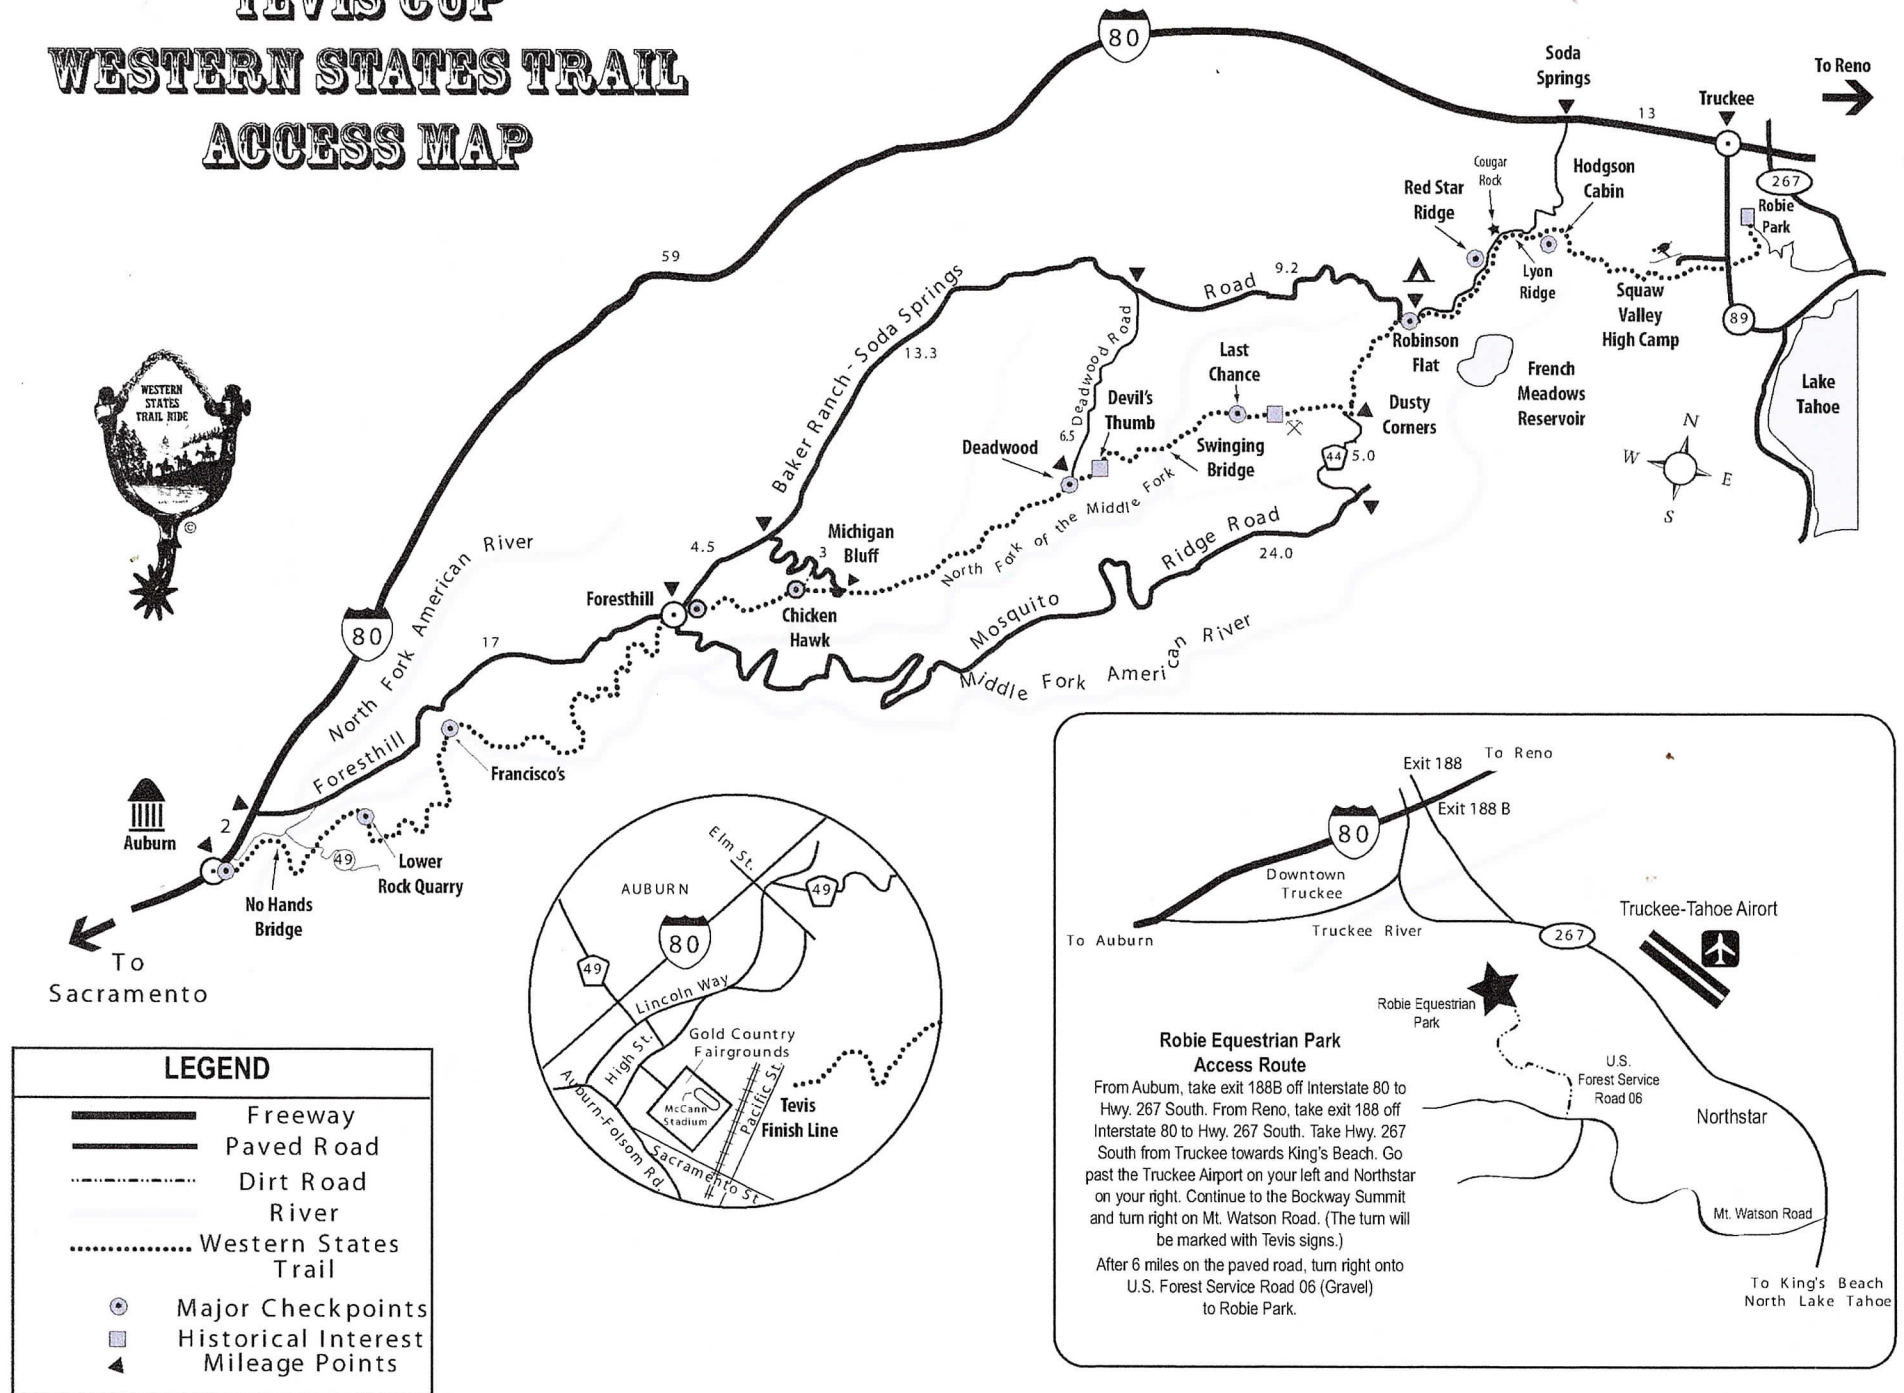 TEVIS CUP
WESTERN STATES TRAIL
ACCESS MAP
80
Soda
Springs
To Reno
13
Truckee
267
Robie
Park
Cougar
Rock
Hodgson
Cabin
Red Star
Ridge
59
Lyon
Ridge
Squaw
Valley
High Camp
89
Lake
Tahoe
Baker Ranch - Soda Springs
Road
9.2
13.3
Deadwood Road
6.5
Robinson
Flat
French
Meadows
Reservoir
Last
Chance
Devil's
Thumb
Dusty
Corners
Deadwood
Swinging
Bridge
44
5.0
N
W
E
S
WESTERN
STATES
TRAIL RIDE
©
North Fork of the Middle Fork
Michigan
Bluff
3
4.5
Ridge Road
24.0
Mosquito
Foresthill
Chicken
Hawk
80
North Fork American River
17
Middle Fork American River
Foresthill
Francisco's
Auburn
2
49
Lower
Rock Quarry
No Hands
Bridge
To
Sacramento
LEGEND
Freeway
Paved Road
Dirt Road
River
Western States
Trail
Major Checkpoints
Historical Interest
Mileage Points
Elm St.
AUBURN
49
80
49
Lincoln Way
High St.
Gold Country
Fairgrounds
McCann
Stadium
Pacific St.
Auburn-Folsom Rd.
Sacramento St.
Tevis
Finish Line
Exit 188
To Reno
Exit 188 B
80
Downtown
Truckee
To Auburn
Truckee River
267
Truckee-Tahoe Airort
Robie Equestrian
Park
U.S.
Forest Service
Road 06
Northstar
Mt. Watson Road
To King's Beach
North Lake Tahoe
Robie Equestrian Park
Access Route
From Auburn, take exit 188B off Interstate 80 to
Hwy. 267 South. From Reno, take exit 188 off
Interstate 80 to Hwy. 267 South. Take Hwy. 267
South from Truckee towards King's Beach. Go
past the Truckee Airport on your left and Northstar
on your right. Continue to the Bockway Summit
and turn right on Mt. Watson Road. (The turn will
be marked with Tevis signs.)
After 6 miles on the paved road, turn right onto
U.S. Forest Service Road 06 (Gravel)
to Robie Park.